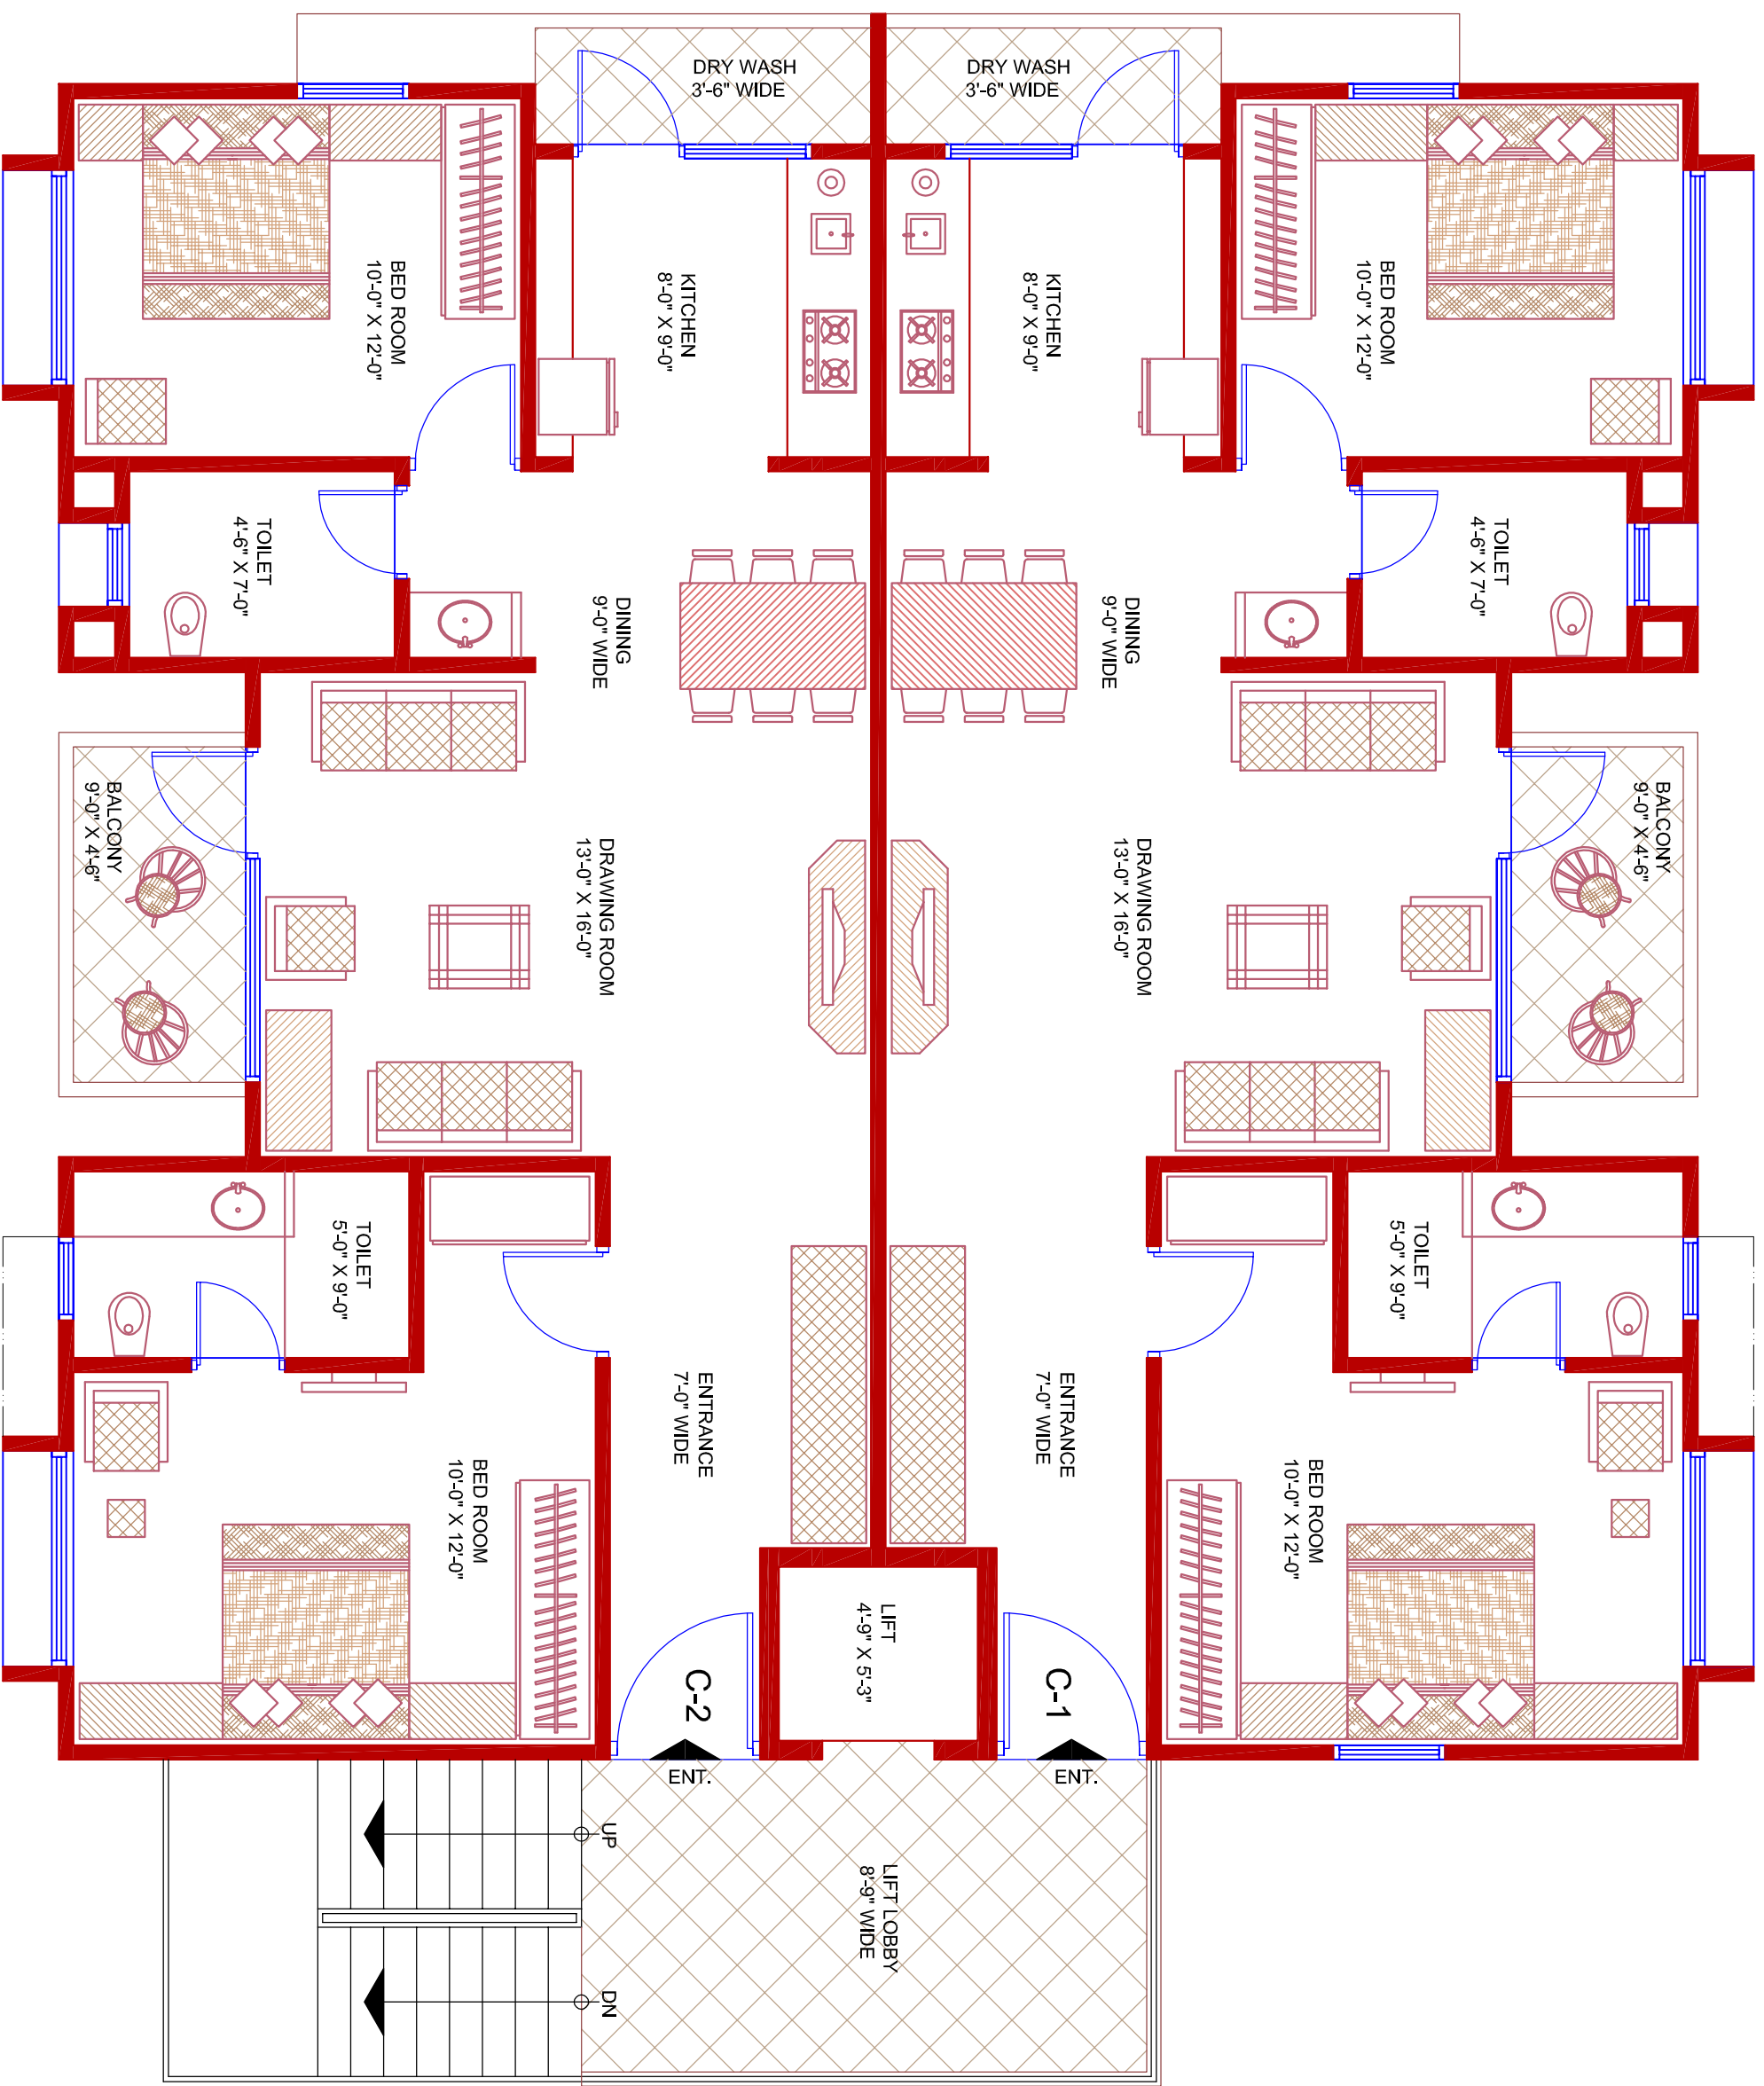 DRY WASH
3'-6" WIDE
DRY WASH
3'-6" WIDE
BED ROOM
10'-0" X 12'-0"
KITCHEN
8'-0" X 9'-0"
KITCHEN
8'-0" X 9'-0"
BED ROOM
10'-0" X 12'-0"
TOILET
4'-6" X 7'-0"
DINING
9'-0" WIDE
DINING
9'-0" WIDE
TOILET
4'-6" X 7'-0"
BALCONY
9'-0" X 4'-6"
DRAWING ROOM
13'-0" X 16'-0"
DRAWING ROOM
13'-0" X 16'-0"
BALCONY
9'-0" X 4'-6"
TOILET
5'-0" X 9'-0"
ENTRANCE
7'-0" WIDE
ENTRANCE
7'-0" WIDE
TOILET
5'-0" X 9'-0"
BED ROOM
10'-0" X 12'-0"
LIFT
4'-9" X 5'-3"
BED ROOM
10'-0" X 12'-0"
C-2
C-1
ENT.
ENT.
UP
LIFT LOBBY
8'-9" WIDE
DN